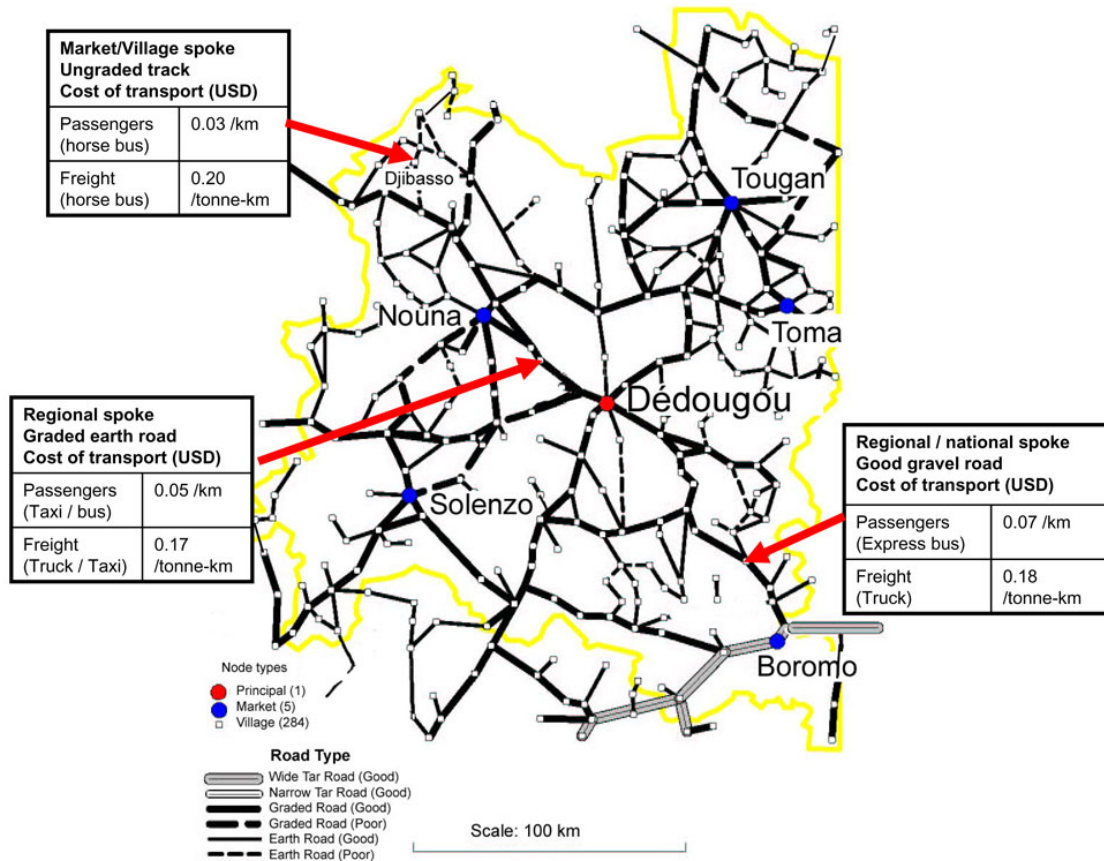 Market/Village spoke
Ungraded track
Cost of transport (USD)
Passengers
(horse bus)
0.03 /km
Freight
(horse bus)
0.20
/tonne-km
Djibasso
Tougan
Nouna
Toma
Dédougou
Regional spoke
Graded earth road
Cost of transport (USD)
Passengers
(Taxi / bus)
0.05 /km
Freight
(Truck / Taxi)
0.17
/tonne-km
Solenzo
Regional / national spoke
Good gravel road
Cost of transport (USD)
Passengers
(Express bus)
0.07 /km
Freight
(Truck)
0.18
/tonne-km
Boromo
Node types
Principal (1)
Market (5)
Village (284)
Road Type
Wide Tar Road (Good)
Narrow Tar Road (Good)
Graded Road (Good)
Graded Road (Poor)
Earth Road (Good)
Earth Road (Poor)
Scale: 100 km